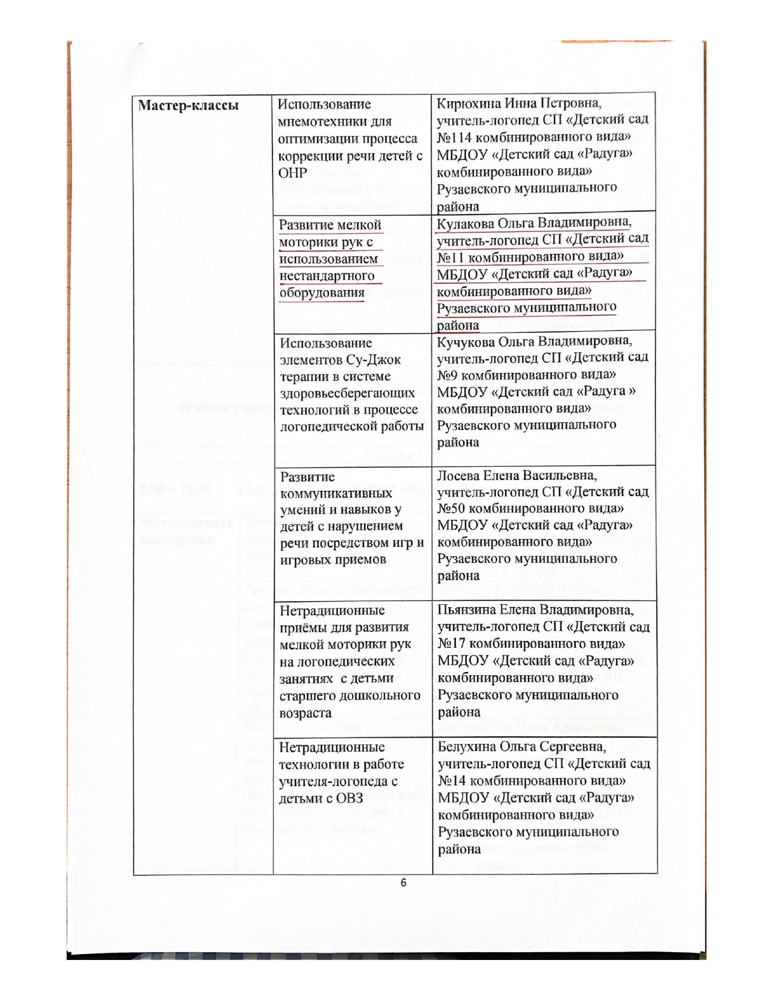 Мастер-классы
Использование
мнемотехники для
оптимизации процесса
коррекции речи детей с
ОНР
Кирюхина Инна Петровна,
учитель-логопед СП «Детский сад
№114 комбинированного вида»
МБДОУ «Детский сад «Радуга»
комбинированного вида»
Рузаевского муниципального
района
Развитие мелкой
моторики рук с
использованием
нестандартного
оборудования
Кулакова Ольга Владимировна,
учитель-логопед СП «Детский сад
№11 комбинированного вида»
МБДОУ «Детский сад «Радуга»
комбинированного вида»
Рузаевского муниципального
района
Использование
элементов Су-Джок
терапии в системе
здоровьесберегающих
технологий в процессе
логопедической работы
Кучукова Ольга Владимировна,
учитель-логопед СП «Детский сад
№9 комбинированного вида»
МБДОУ «Детский сад «Радуга »
комбинированного вида»
Рузаевского муниципального
района
Развитие
коммуникативных
умений и навыков у
детей с нарушением
речи посредством игр и
игровых приемов
Лосева Елена Васильевна,
учитель-логопед СП «Детский сад
№50 комбинированного вида»
МБДОУ «Детский сад «Радуга»
комбинированного вида»
Рузаевского муниципального
района
Нетрадиционные
приёмы для развития
мелкой моторики рук
на логопедических
занятиях с детьми
старшего дошкольного
возраста
Пьянзина Елена Владимировна,
учитель-логопед СП «Детский сад
№17 комбинированного вида»
МБДОУ «Детский сад «Радуга»
комбинированного вида»
Рузаевского муниципального
района
Нетрадиционные
технологии в работе
учителя-логопеда с
детьми с ОВЗ
Белухина Ольга Сергеевна,
учитель-логопед СП «Детский сад
№14 комбинированного вида»
МБДОУ «Детский сад «Радуга»
комбинированного вида»
Рузаевского муниципального
района
6